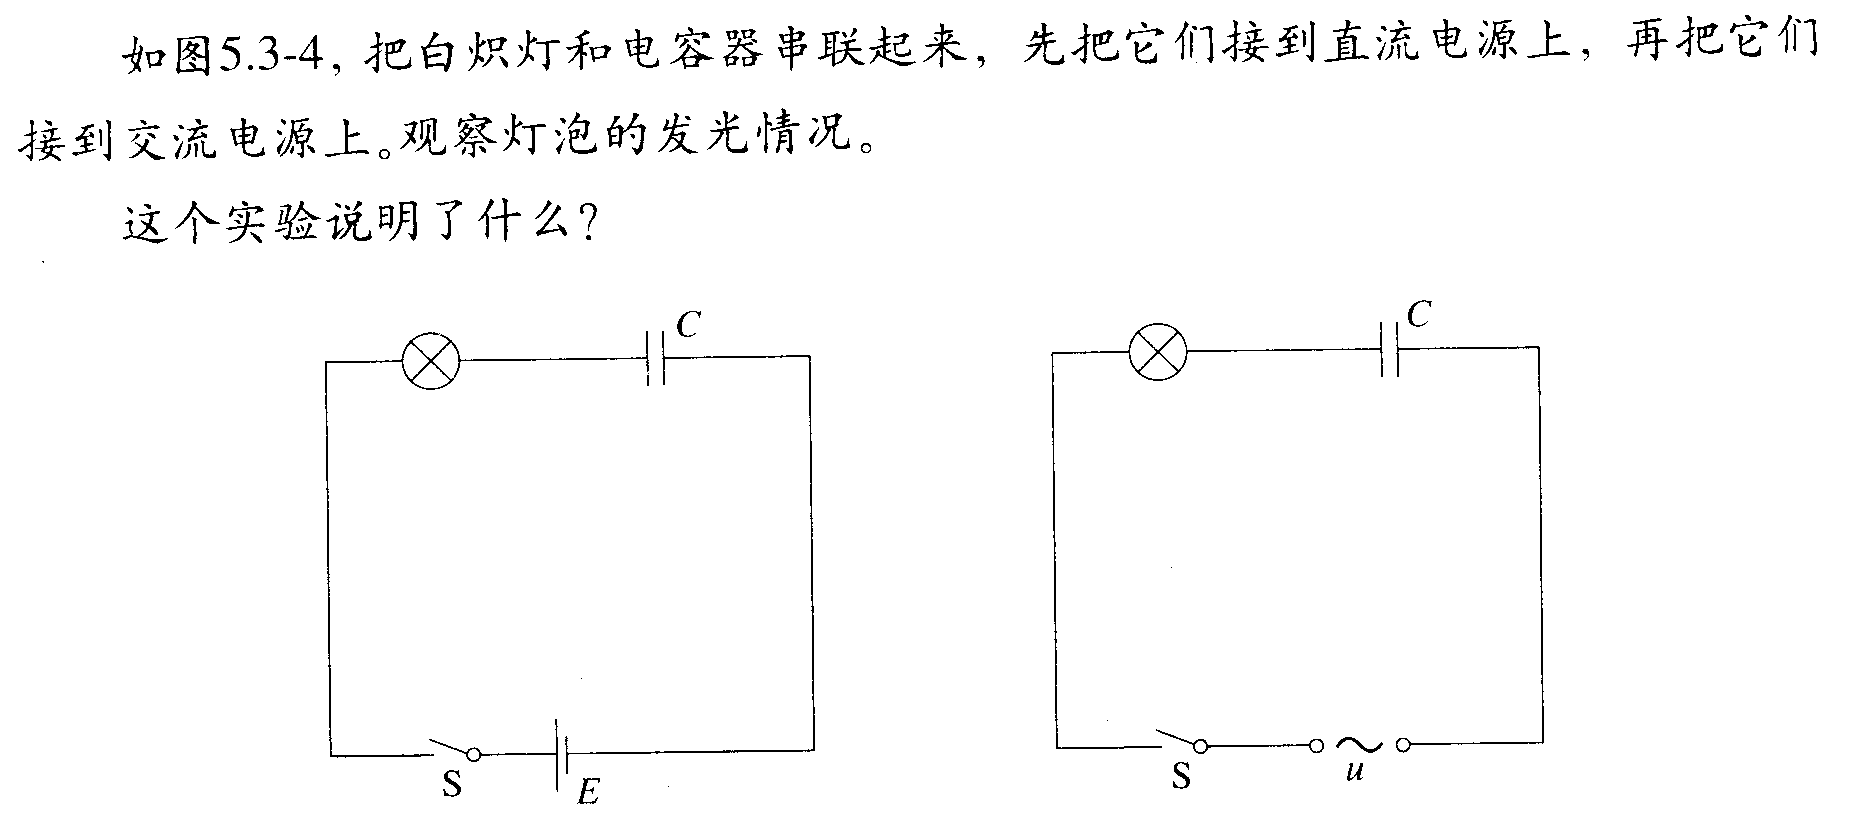 如图5.3-4，把白炽灯和电容器串联起来，先把它们接到直流电源上，再把它们
接到交流电源上。观察灯泡的发光情况。
这个实验说明了什么？
C
C
S
E
S
u